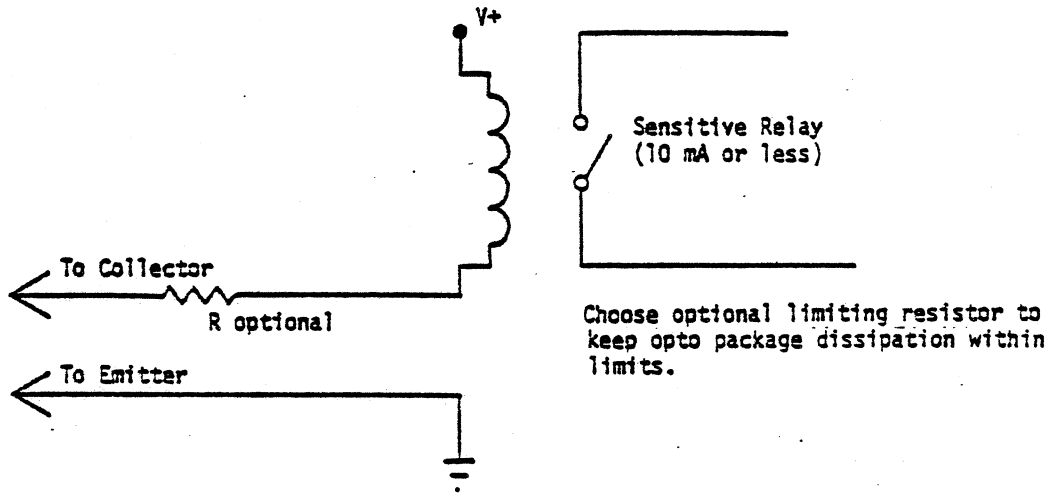 V+
Sensitive Relay
(10 mA or less)
To Collector
R optional
Choose optional limiting resistor to
keep opto package dissipation within
limits.
To Emitter